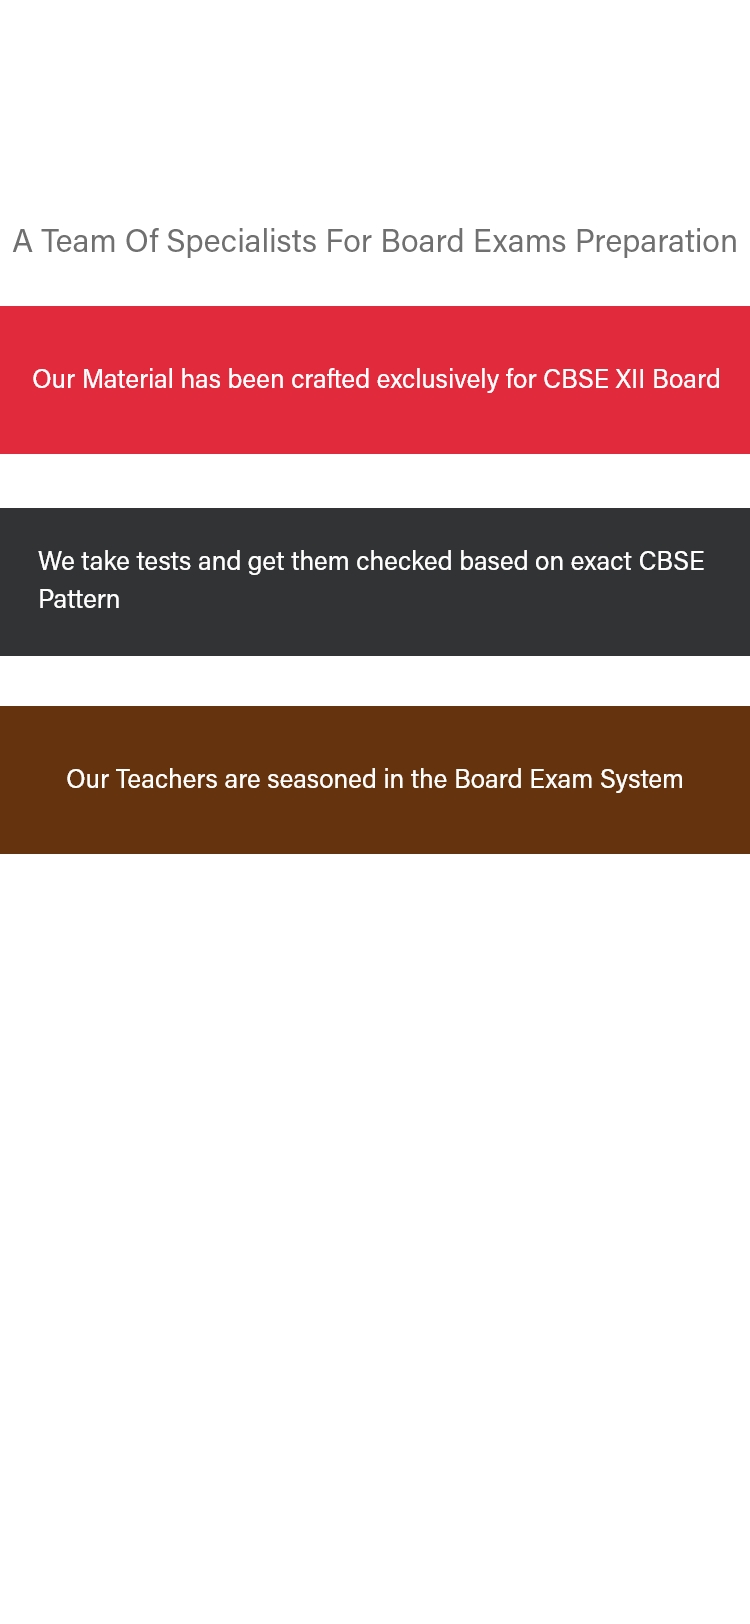 A Team Of Specialists For Board Exams Preparation
Our Material has been crafted exclusively for CBSE XII Board
We take tests and get them checked based on exact CBSE
Pattern
Our Teachers are seasoned in the Board Exam System